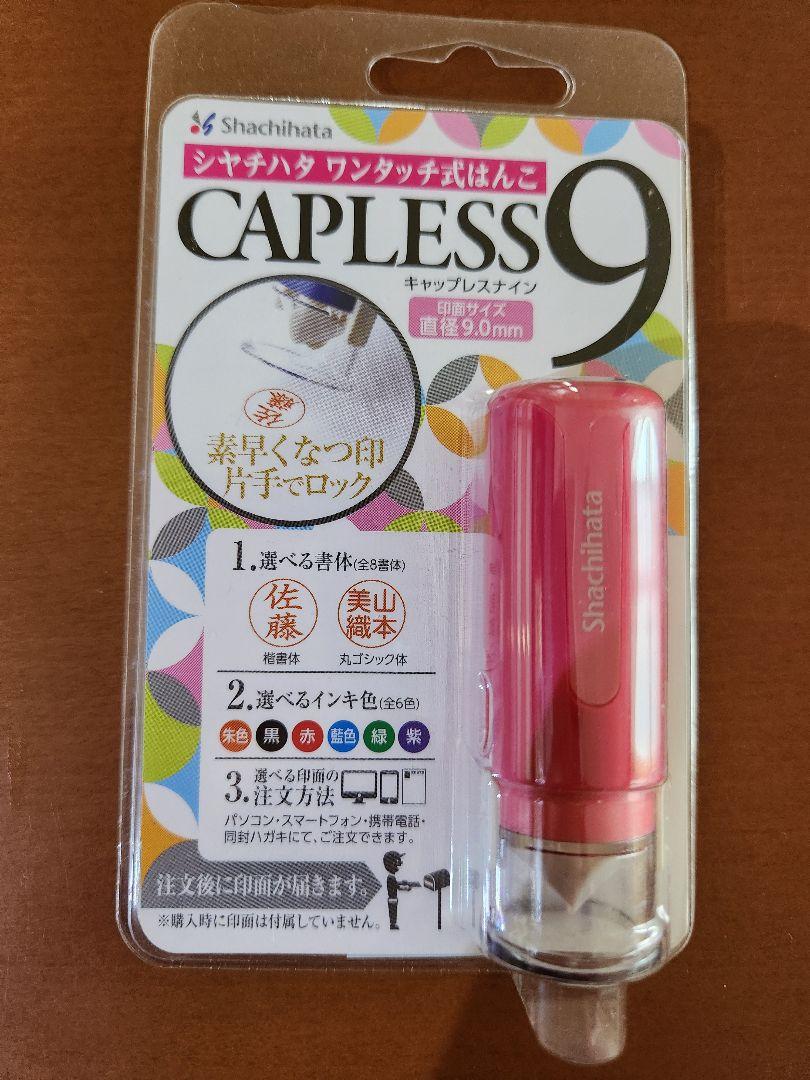 Shachihata
シヤチハタ ワンタッチ式はんこ
CAPLESS9
キャップレスナイン
印面サイズ
直径9.0mm
佐藤
素早くなつ印
片手でロック
1.選べる書体(全8書体)
佐藤
楷書体
山本
美織
丸ゴシック体
2.選べるインキ色(全6色)
朱色 黒 赤 藍色 緑 紫
3.選べる印面の
注文方法
パソコン・スマートフォン・携帯電話・
同封ハガキにて、ご注文できます。
注文後に印面が届きます。
※購入時に印面は付属していません。
Shachihata